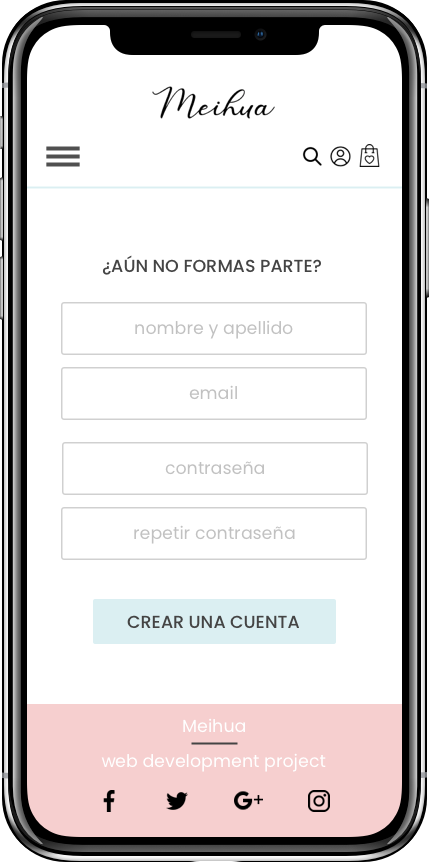 Meihua
¿AÚN NO FORMAS PARTE?
nombre y apellido
email
contraseña
repetir contraseña
CREAR UNA CUENTA
Meihua
web development project